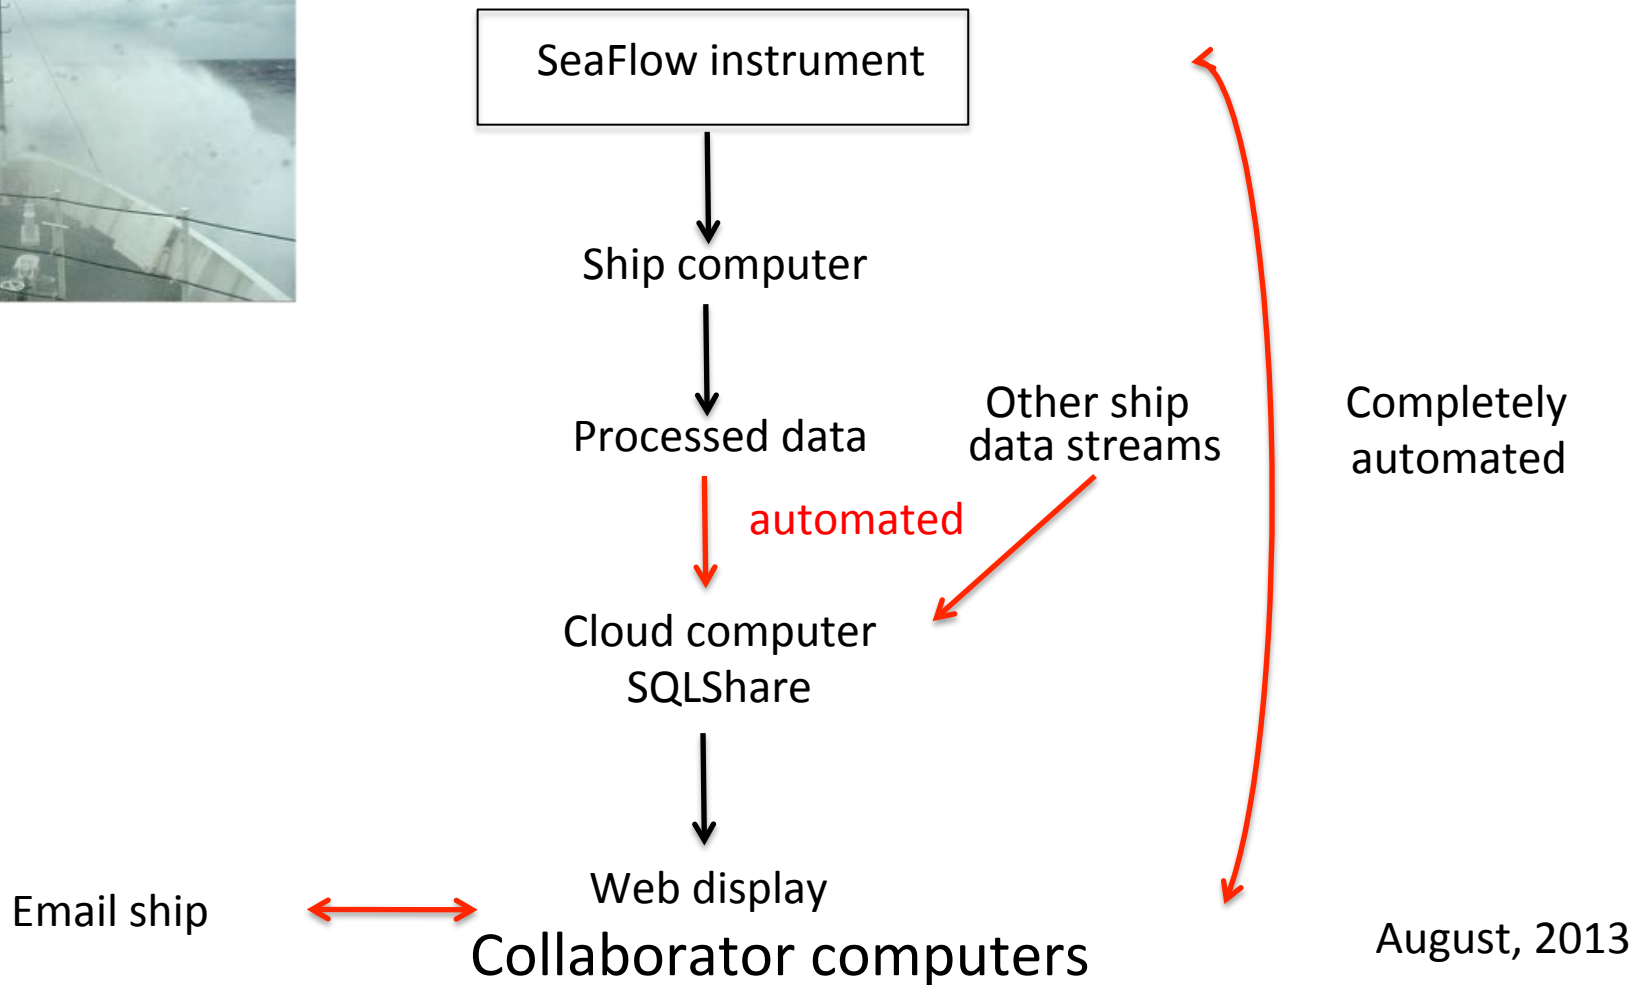 SeaFlow instrument
Ship computer
Processed data
Other ship
data streams
Completely
automated
automated
Cloud computer
SQLShare
Web display
Email ship
Collaborator computers
August, 2013